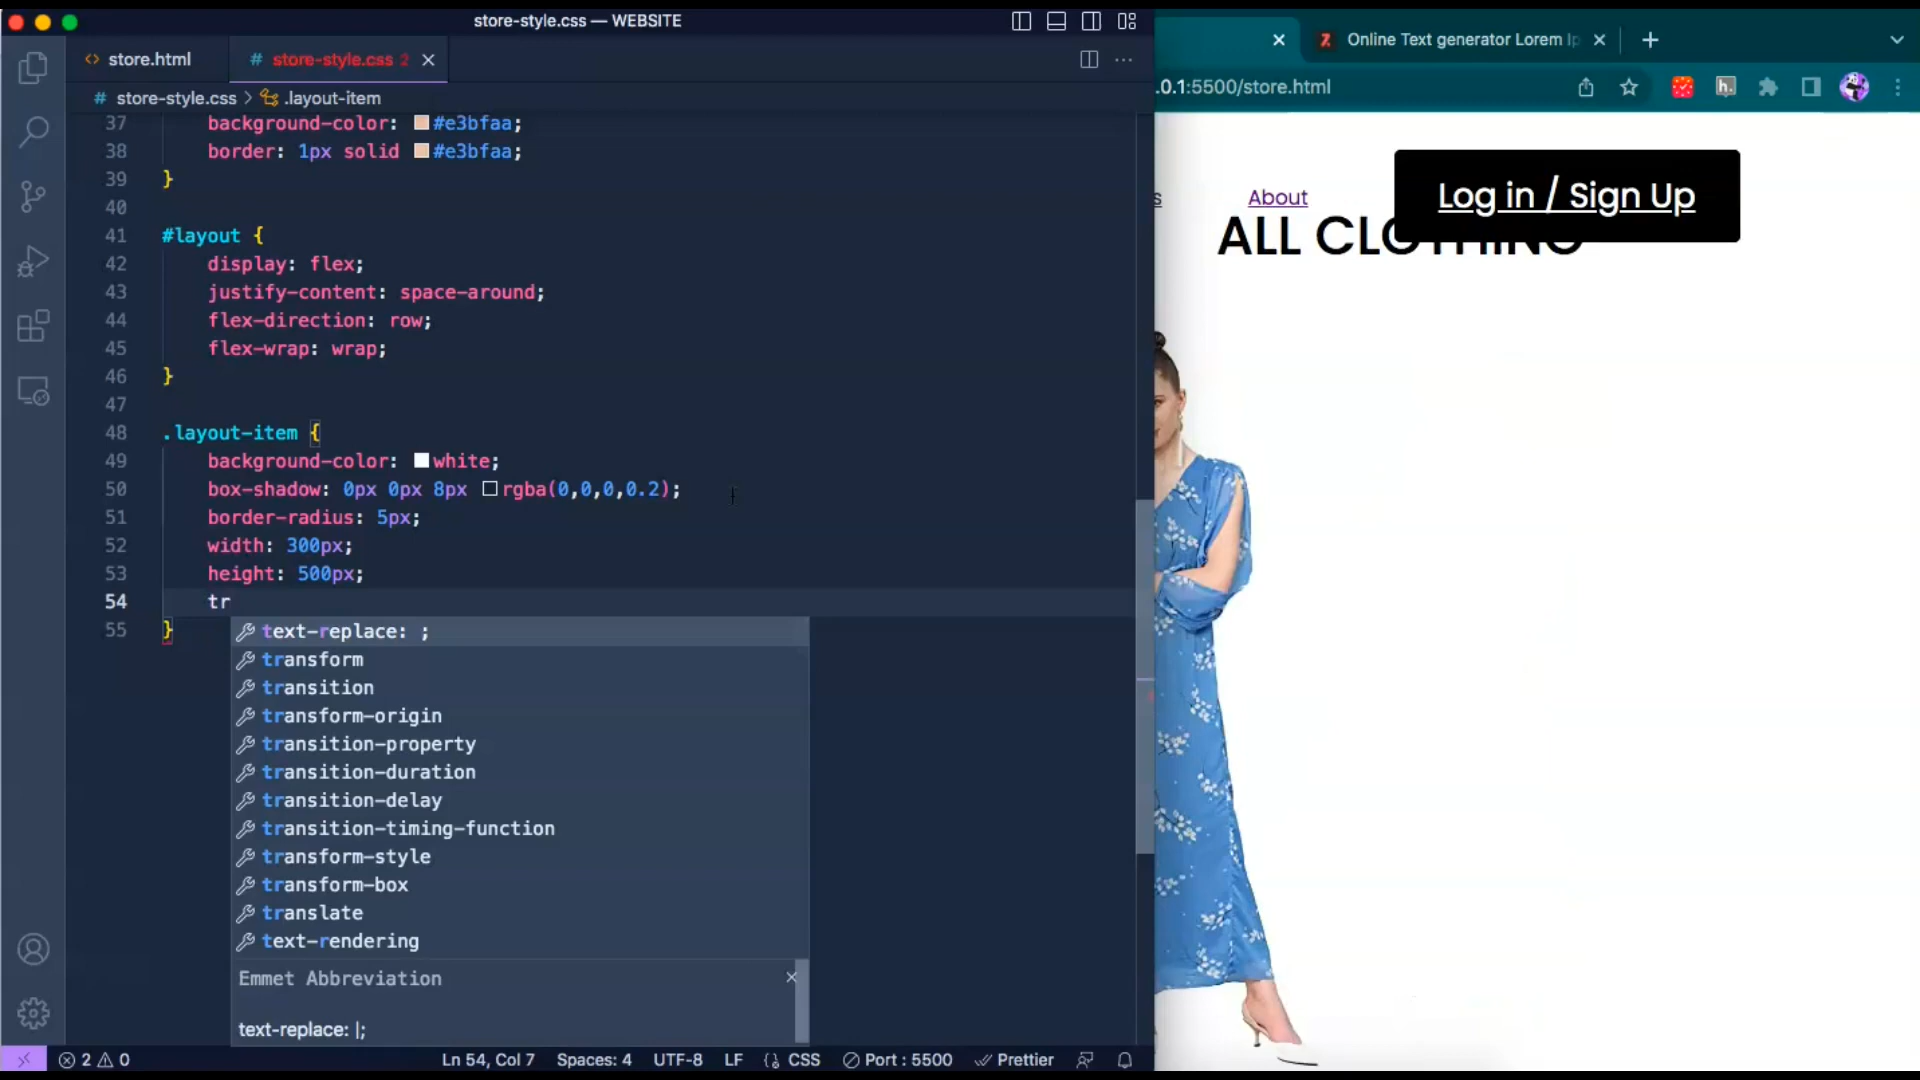 store-style.css — WEBSITE
store.html
# store-style.css 2
# store-style.css > .layout-item
37 background-color: #e3bfaa;
38 border: 1px solid #e3bfaa;
39 }
40
41 #layout {
42 display: flex;
43 justify-content: space-around;
44 flex-direction: row;
45 flex-wrap: wrap;
46 }
47
48 .layout-item {
49 background-color: white;
50 box-shadow: 0px 0px 8px rgba(0,0,0,0.2);
51 border-radius: 5px;
52 width: 300px;
53 height: 500px;
54 tr
55 }
text-replace: ;
transform
transition
transform-origin
transition-property
transition-duration
transition-delay
transition-timing-function
transform-style
transform-box
translate
text-rendering
Emmet Abbreviation
text-replace: |;
2 0
Ln 54, Col 7
Spaces: 4
UTF-8
LF
{} CSS
Port : 5500
Prettier
Online Text generator Lorem Ip
.0.1:5500/store.html
h.
s
About
Log in / Sign Up
ALL CLOTHING